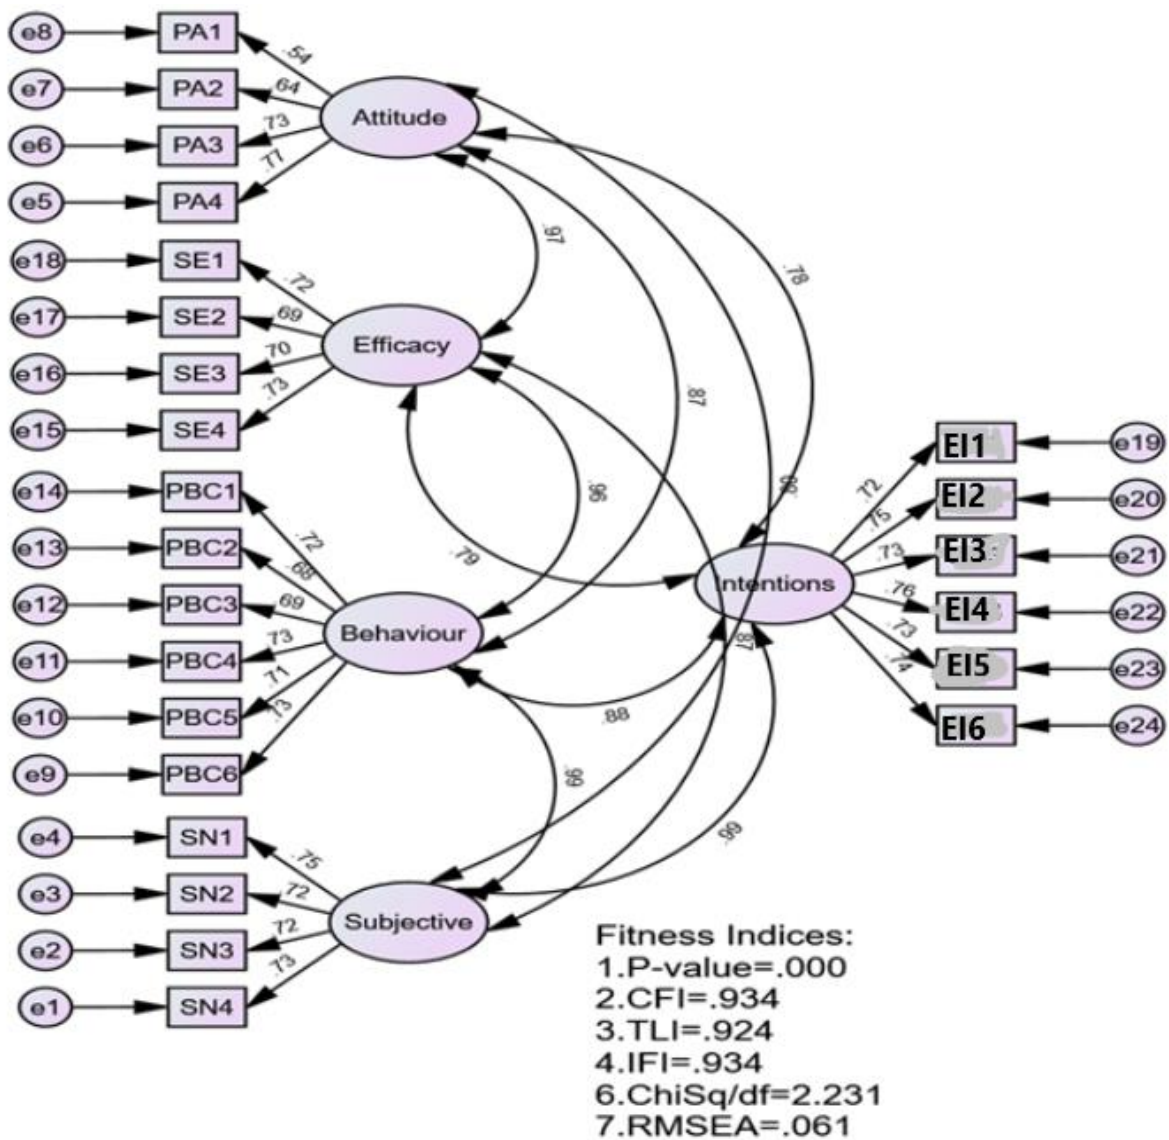 e8 PA1
.54
e7 PA2
.64
e6 PA3
.73
e5 PA4
.77
Attitude
e18 SE1
.72
e17 SE2
.69
e16 SE3
.70
e15 SE4
.73
Efficacy
e14 PBC1
.72
e13 PBC2
.68
e12 PBC3
.69
e11 PBC4
.73
e10 PBC5
.71
e9 PBC6
.73
Behaviour
e4 SN1
.75
e3 SN2
.72
e2 SN3
.72
e1 SN4
.73
Subjective
.97
.78
.87
.96
.79
.87
.88
.99
.99
Intentions
.72
EI1 e19
.75
EI2 e20
.73
EI3 e21
.76
EI4 e22
.73
EI5 e23
.74
EI6 e24
Fitness Indices:
1.P-value=.000
2.CFI=.934
3.TLI=.924
4.IFI=.934
6.ChiSq/df=2.231
7.RMSEA=.061